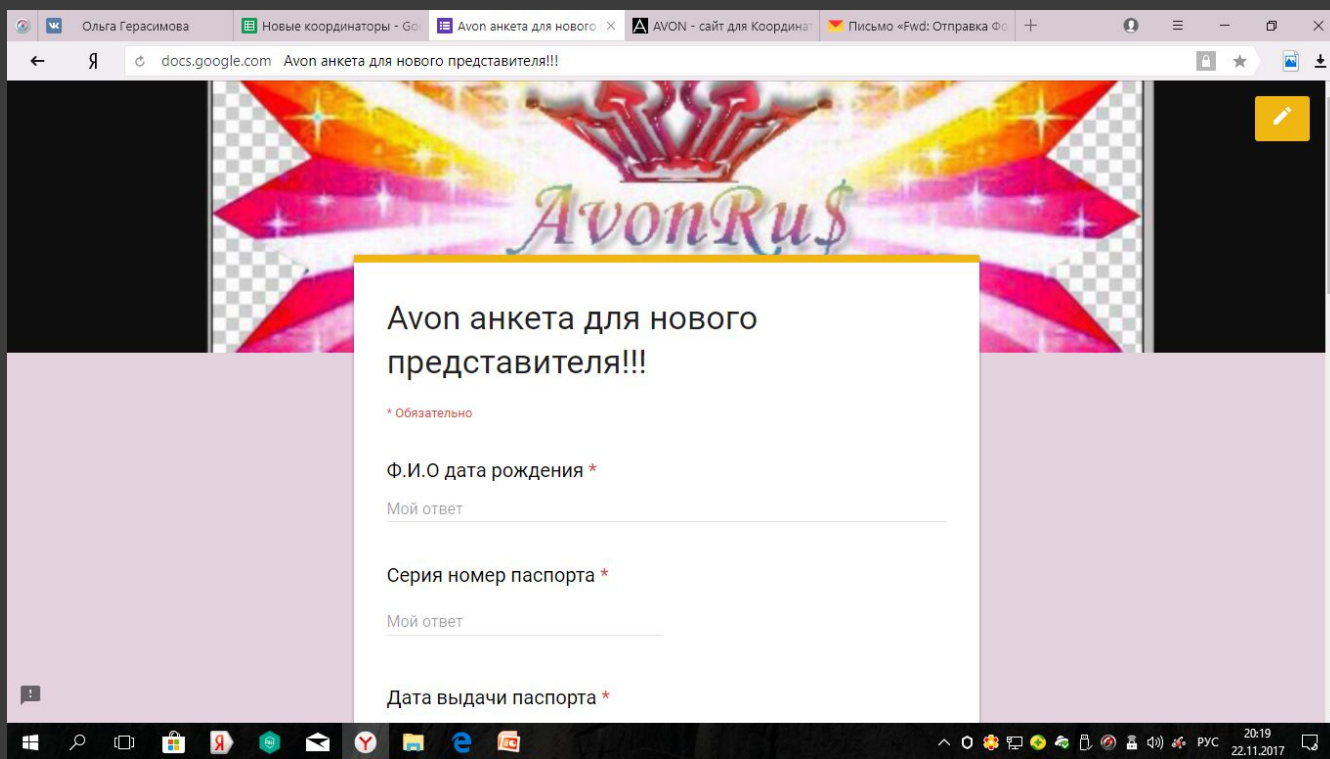 Ольга Герасимова
Новые координаторы - Goo
Avon анкета для нового
AVON - сайт для Координат
Письмо «Fwd: Отправка Фо
Я docs.google.com Avon анкета для нового представителя!!!
AvonRu$
Avon анкета для нового
представителя!!!
* Обязательно
Ф.И.О дата рождения *
Мой ответ
Серия номер паспорта *
Мой ответ
Дата выдачи паспорта *
РУС
20:19
22.11.2017